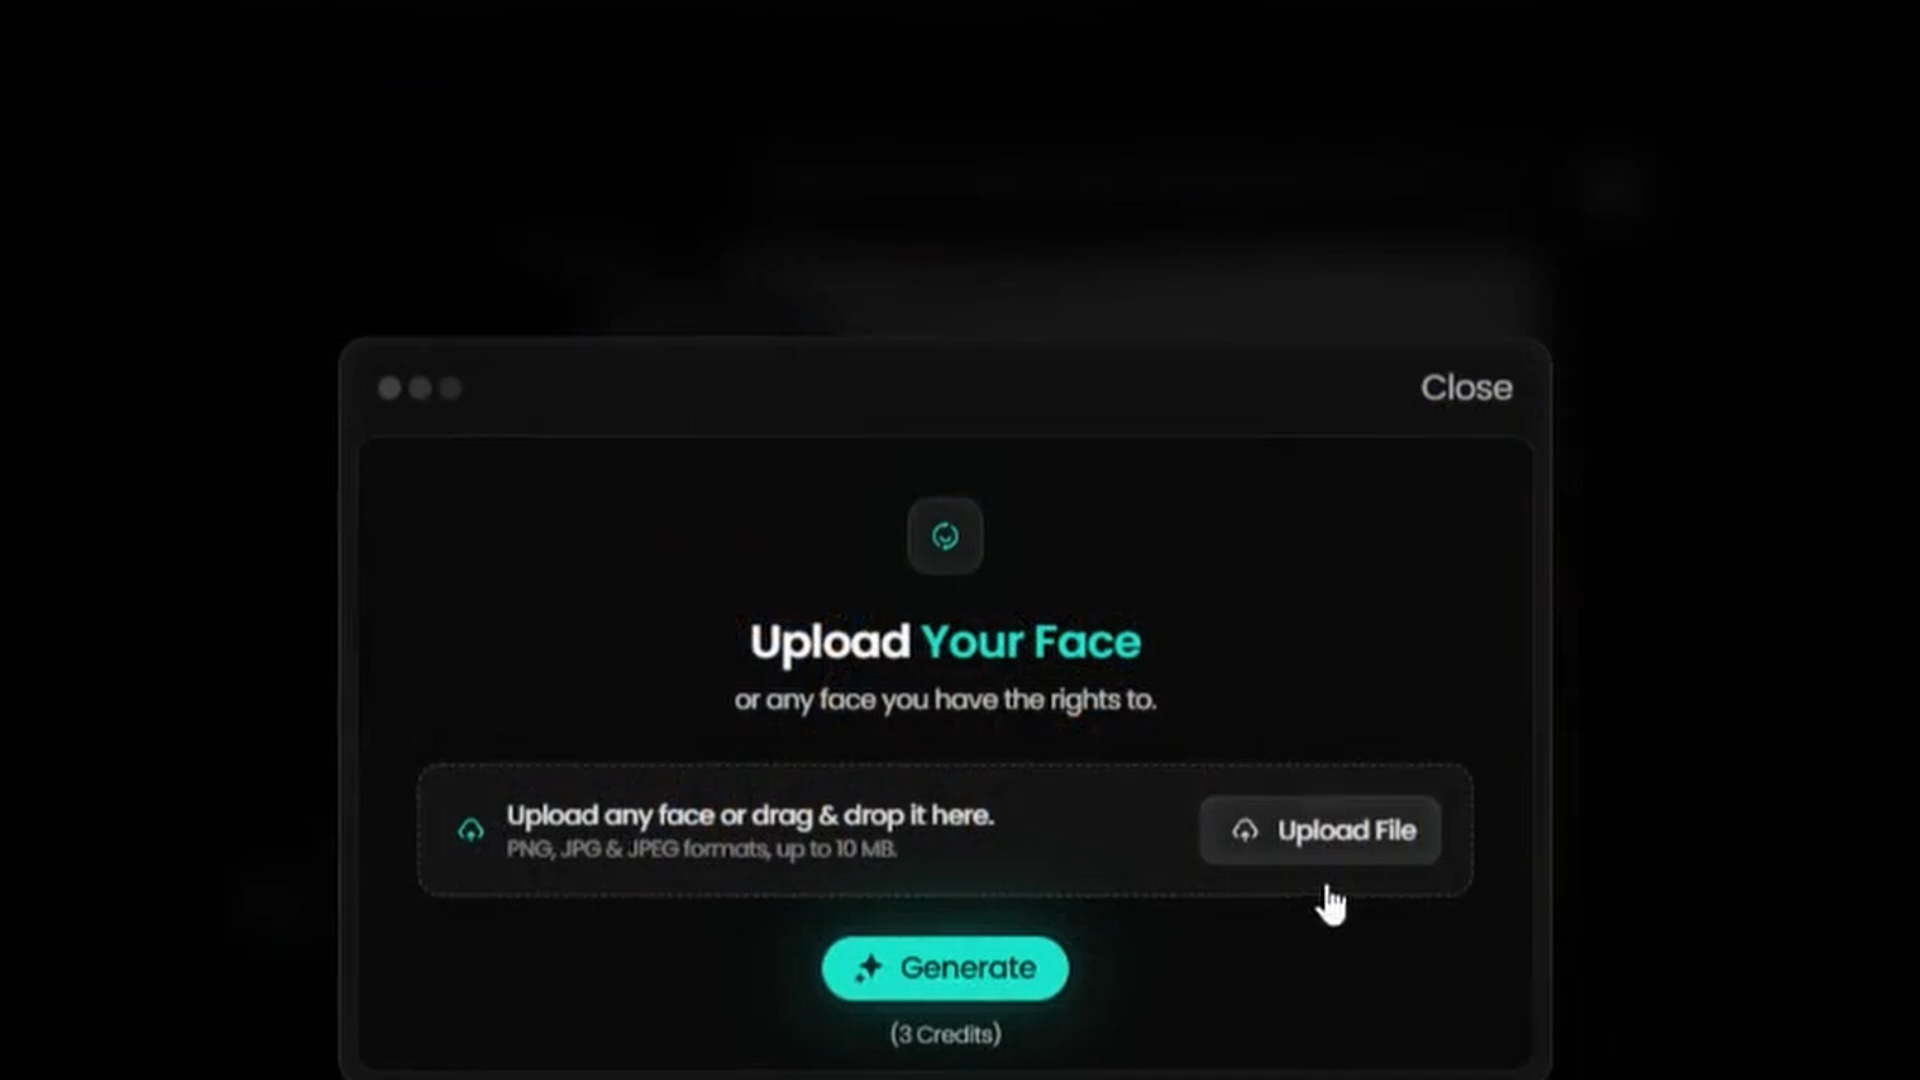 Close
Upload Your Face
or any face you have the rights to.
Upload any face or drag & drop it here.
PNG, JPG & JPEG formats, up to 10 MB.
Upload File
Generate
(3 Credits)